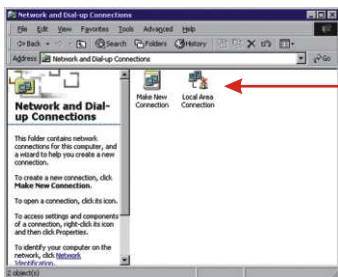 Network and Dial-up Connections
File Edit View Favorites Tools Advanced Help
Back Search Folders History
Address Network and Dial-up Connections Go
Network and Dial-
up Connections
This folder contains network
connections for this computer, and
a wizard to help you create a new
connection.
To create a new connection, click
Make New Connection.
To open a connection, click its icon.
To access settings and components
of a connection, right-click its icon
and then click Properties.
To identify your computer on the
network, click Network
Identification.
Make New
Connection
Local Area
Connection
2 object(s)